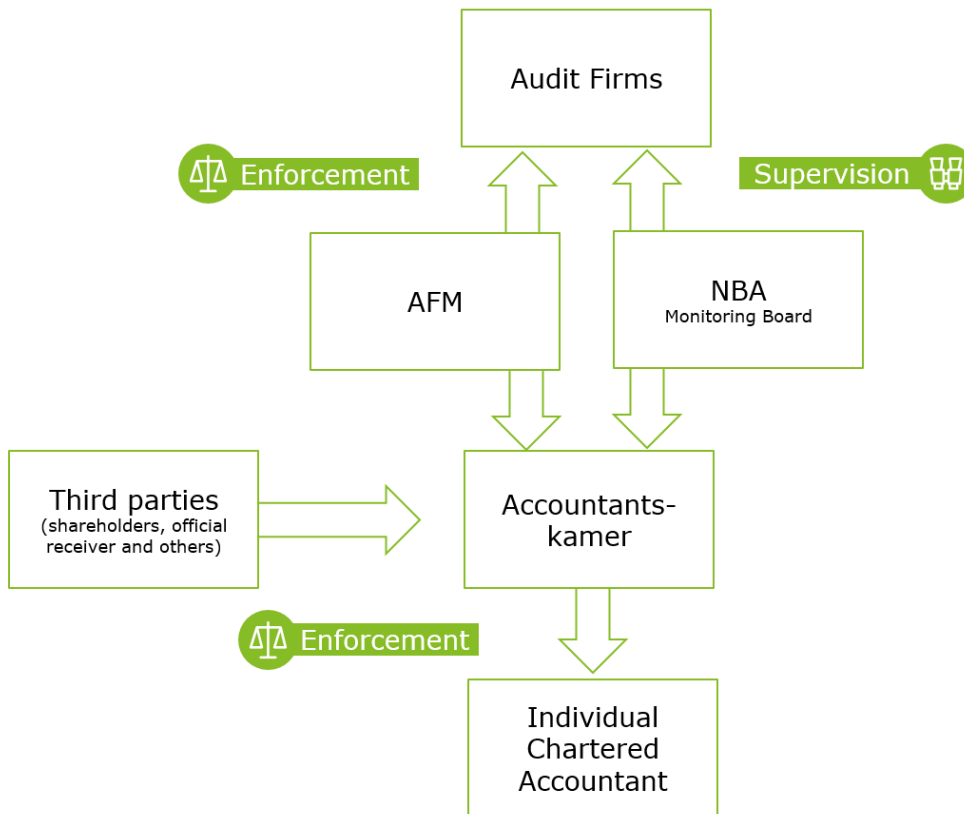 Audit Firms
Enforcement
Supervision
AFM
NBA
Monitoring Board
Third parties
(shareholders, official
receiver and others)
Accountants-
kamer
Enforcement
Individual
Chartered
Accountant